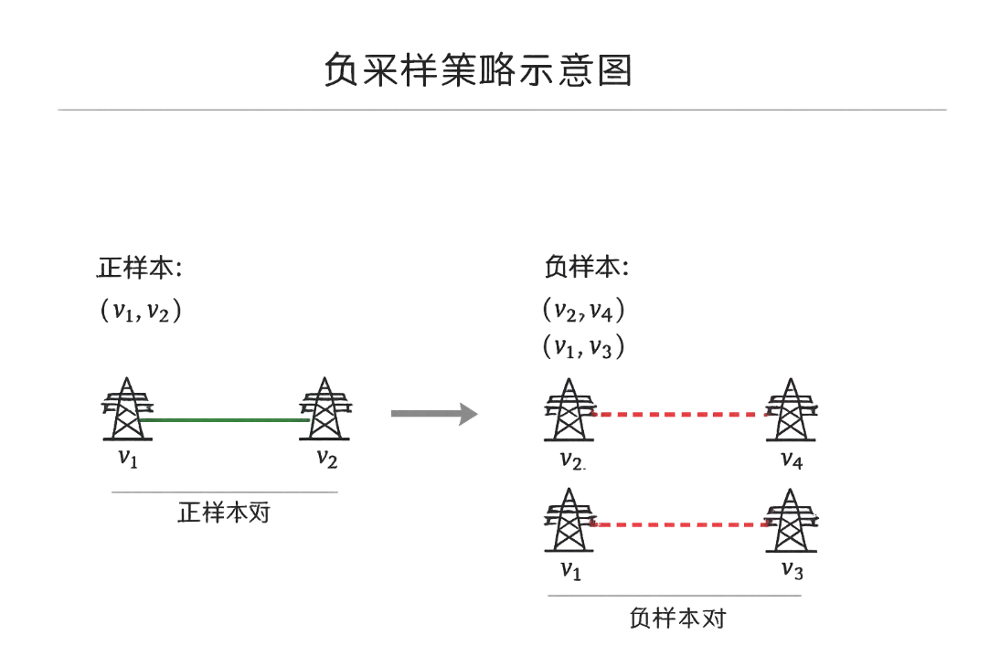 负采样策略示意图
正样本:
(v₁, v₂)
负样本:
(v₂, v₄)
(v₁, v₃)
v₁
v₂
v₂.
v₄
正样本对
v₁
v₃
负样本对